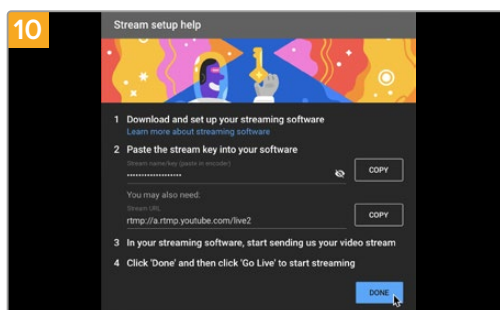 10
Stream setup help
1 Download and set up your streaming software
Learn more about streaming software
2 Paste the stream key into your software
Stream name/key (paste in encoder)
••••••••••••••••••••
COPY
You may also need:
Stream URL
rtmp://a.rtmp.youtube.com/live2
COPY
3 In your streaming software, start sending us your video stream
4 Click 'Done' and then click 'Go Live' to start streaming
DONE